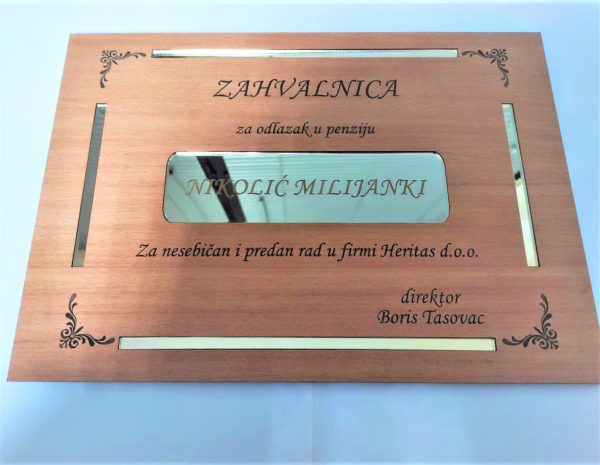 ZAHVALNICA
za odlazak u penziju
NIKOLIĆ MILIJANKI
Za nesebičan i predan rad u firmi Heritas d.o.o.
direktor
Boris Tasovac